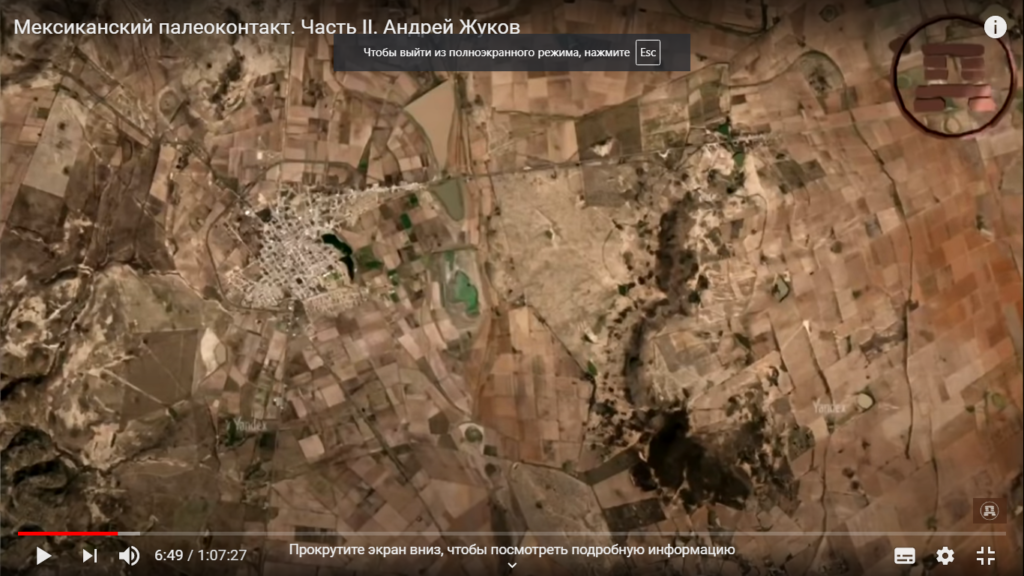 Мексиканский палеоконтакт. Часть II. Андрей Жуков
Чтобы выйти из полноэкранного режима, нажмите Esc
Yandex
Yandex
6:49 / 1:07:27
Прокрутите экран вниз, чтобы посмотреть подробную информацию